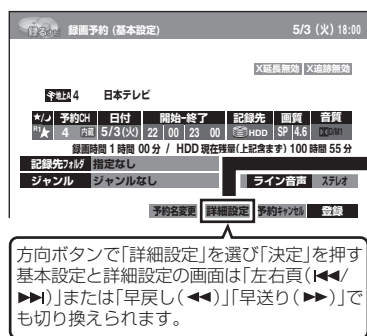 録るナビ 録画予約 (基本設定) 5/3 (火) 18:00
X延長無効 X追跡無効
地上A 4 日本テレビ
★/♪ 予約CH 日付 開始-終了 記録先 画質 音質
R1★ 4 内蔵 5/3(火) 22 00 23 00 HDD SP 4.6 D/M1
録画時間 1 時間 00 分 / HDD 現在残量(上記含まず) 100 時間 55 分
記録先フォルダ 指定なし
ジャンル ジャンルなし ライン音声 ステレオ
予約名変更 詳細設定 予約キャンセル 登録
方向ボタンで「詳細設定」を選び「決定」を押す
基本設定と詳細設定の画面は「左右頁(⏮/
⏭)」または「早戻し(◀◀)」「早送り(▶▶)」で
も切り換えられます。